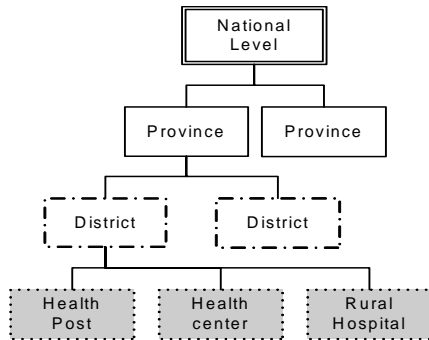 National
Level
Province
Province
District
District
Health
Post
Health
center
Rural
Hospital